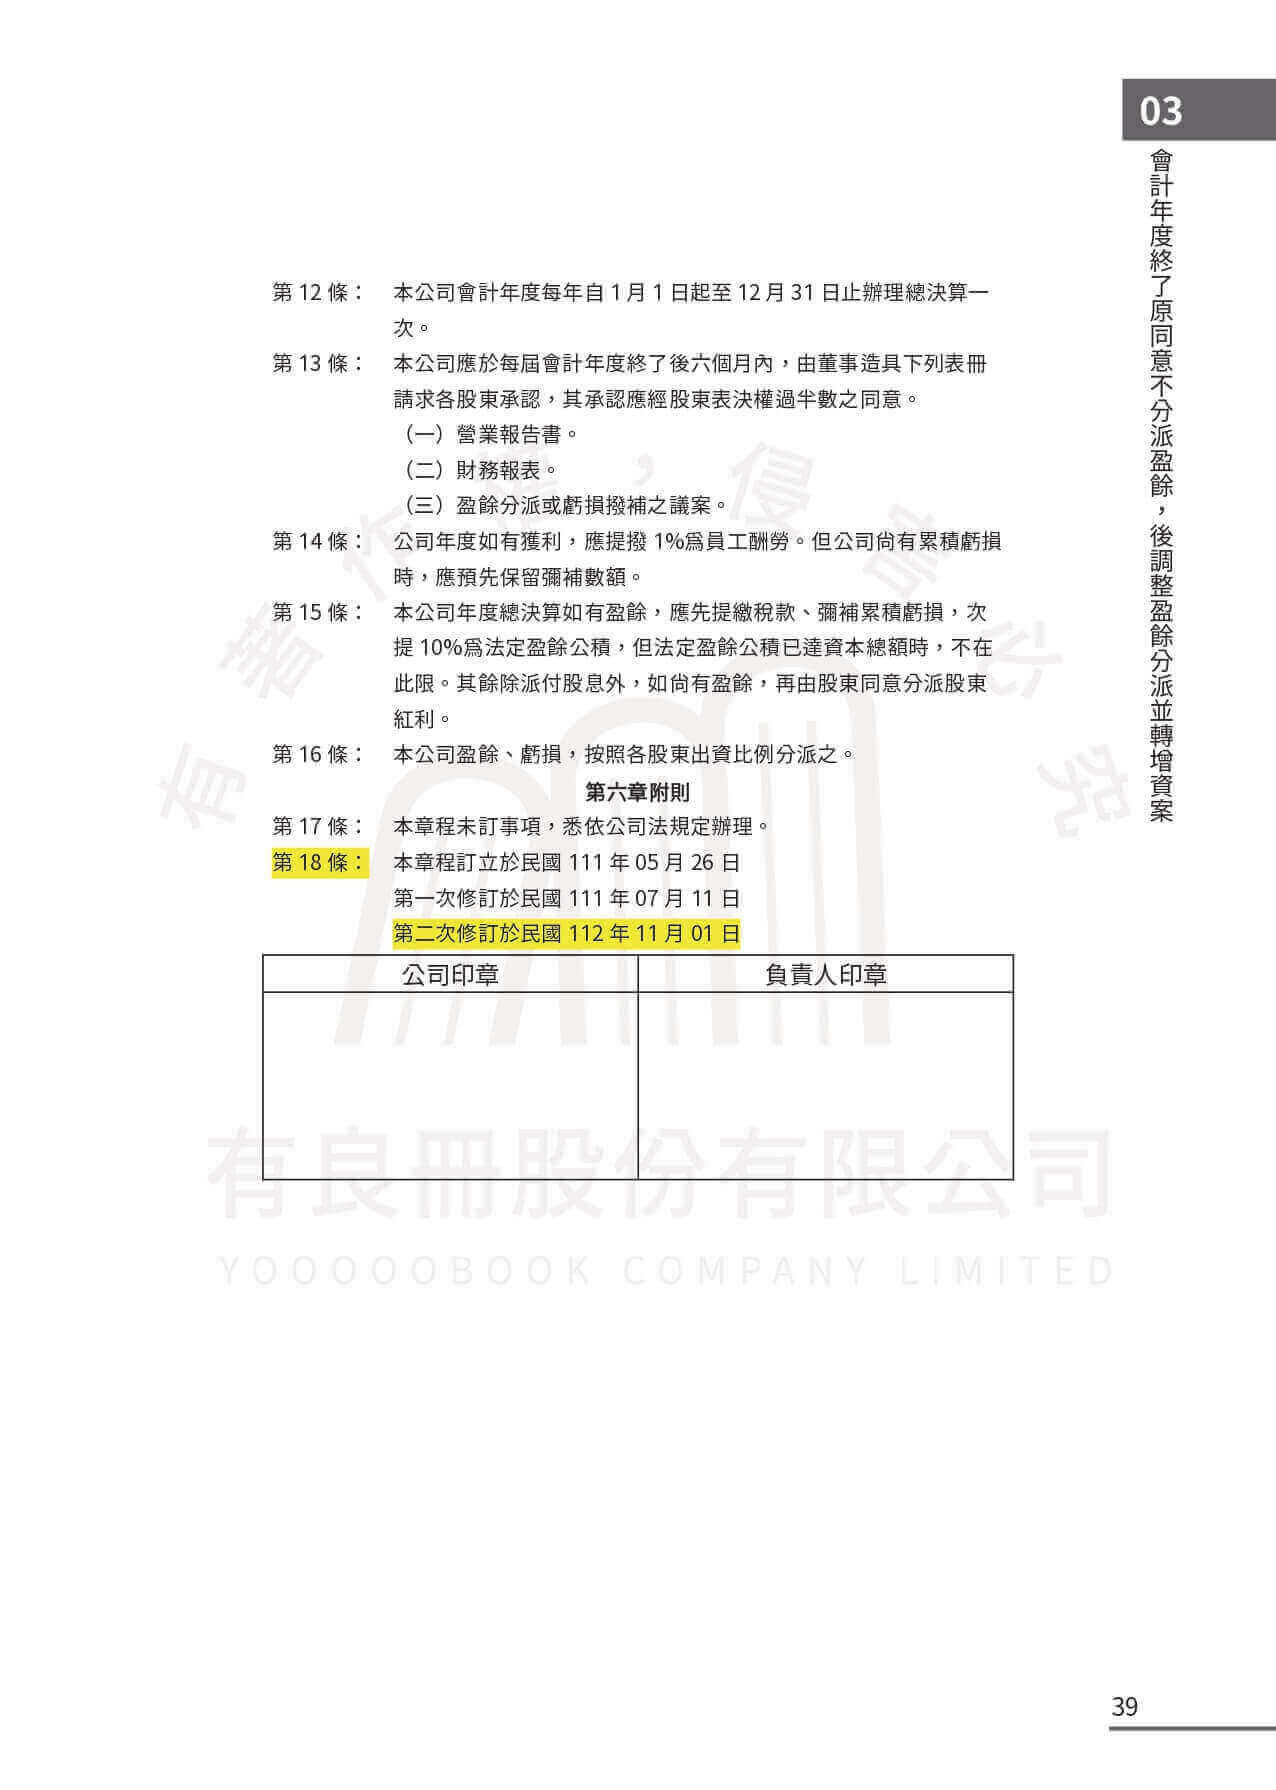 03
會計年度終了原同意不分派盈餘，後調整盈餘分派並轉增資案
第 12 條： 本公司會計年度每年自 1 月 1 日起至 12 月 31 日止辦理總決算一
次。
第 13 條： 本公司應於每屆會計年度終了後六個月內，由董事造具下列表冊
請求各股東承認，其承認應經股東表決權過半數之同意。
（一）營業報告書。
（二）財務報表。
（三）盈餘分派或虧損撥補之議案。
第 14 條： 公司年度如有獲利，應提撥 1%為員工酬勞。但公司尚有累積虧損
時，應預先保留彌補數額。
第 15 條： 本公司年度總決算如有盈餘，應先提繳稅款、彌補累積虧損，次
提 10%為法定盈餘公積，但法定盈餘公積已達資本總額時，不在
此限。其餘除派付股息外，如尚有盈餘，再由股東同意分派股東
紅利。
第 16 條： 本公司盈餘、虧損，按照各股東出資比例分派之。
第六章附則
第 17 條： 本章程未訂事項，悉依公司法規定辦理。
第 18 條： 本章程訂立於民國 111 年 05 月 26 日
第一次修訂於民國 111 年 07 月 11 日
第二次修訂於民國 112 年 11 月 01 日
公司印章 負責人印章
有著作權，侵害必究
有良冊股份有限公司
YOOOOOBOOK COMPANY LIMITED
39